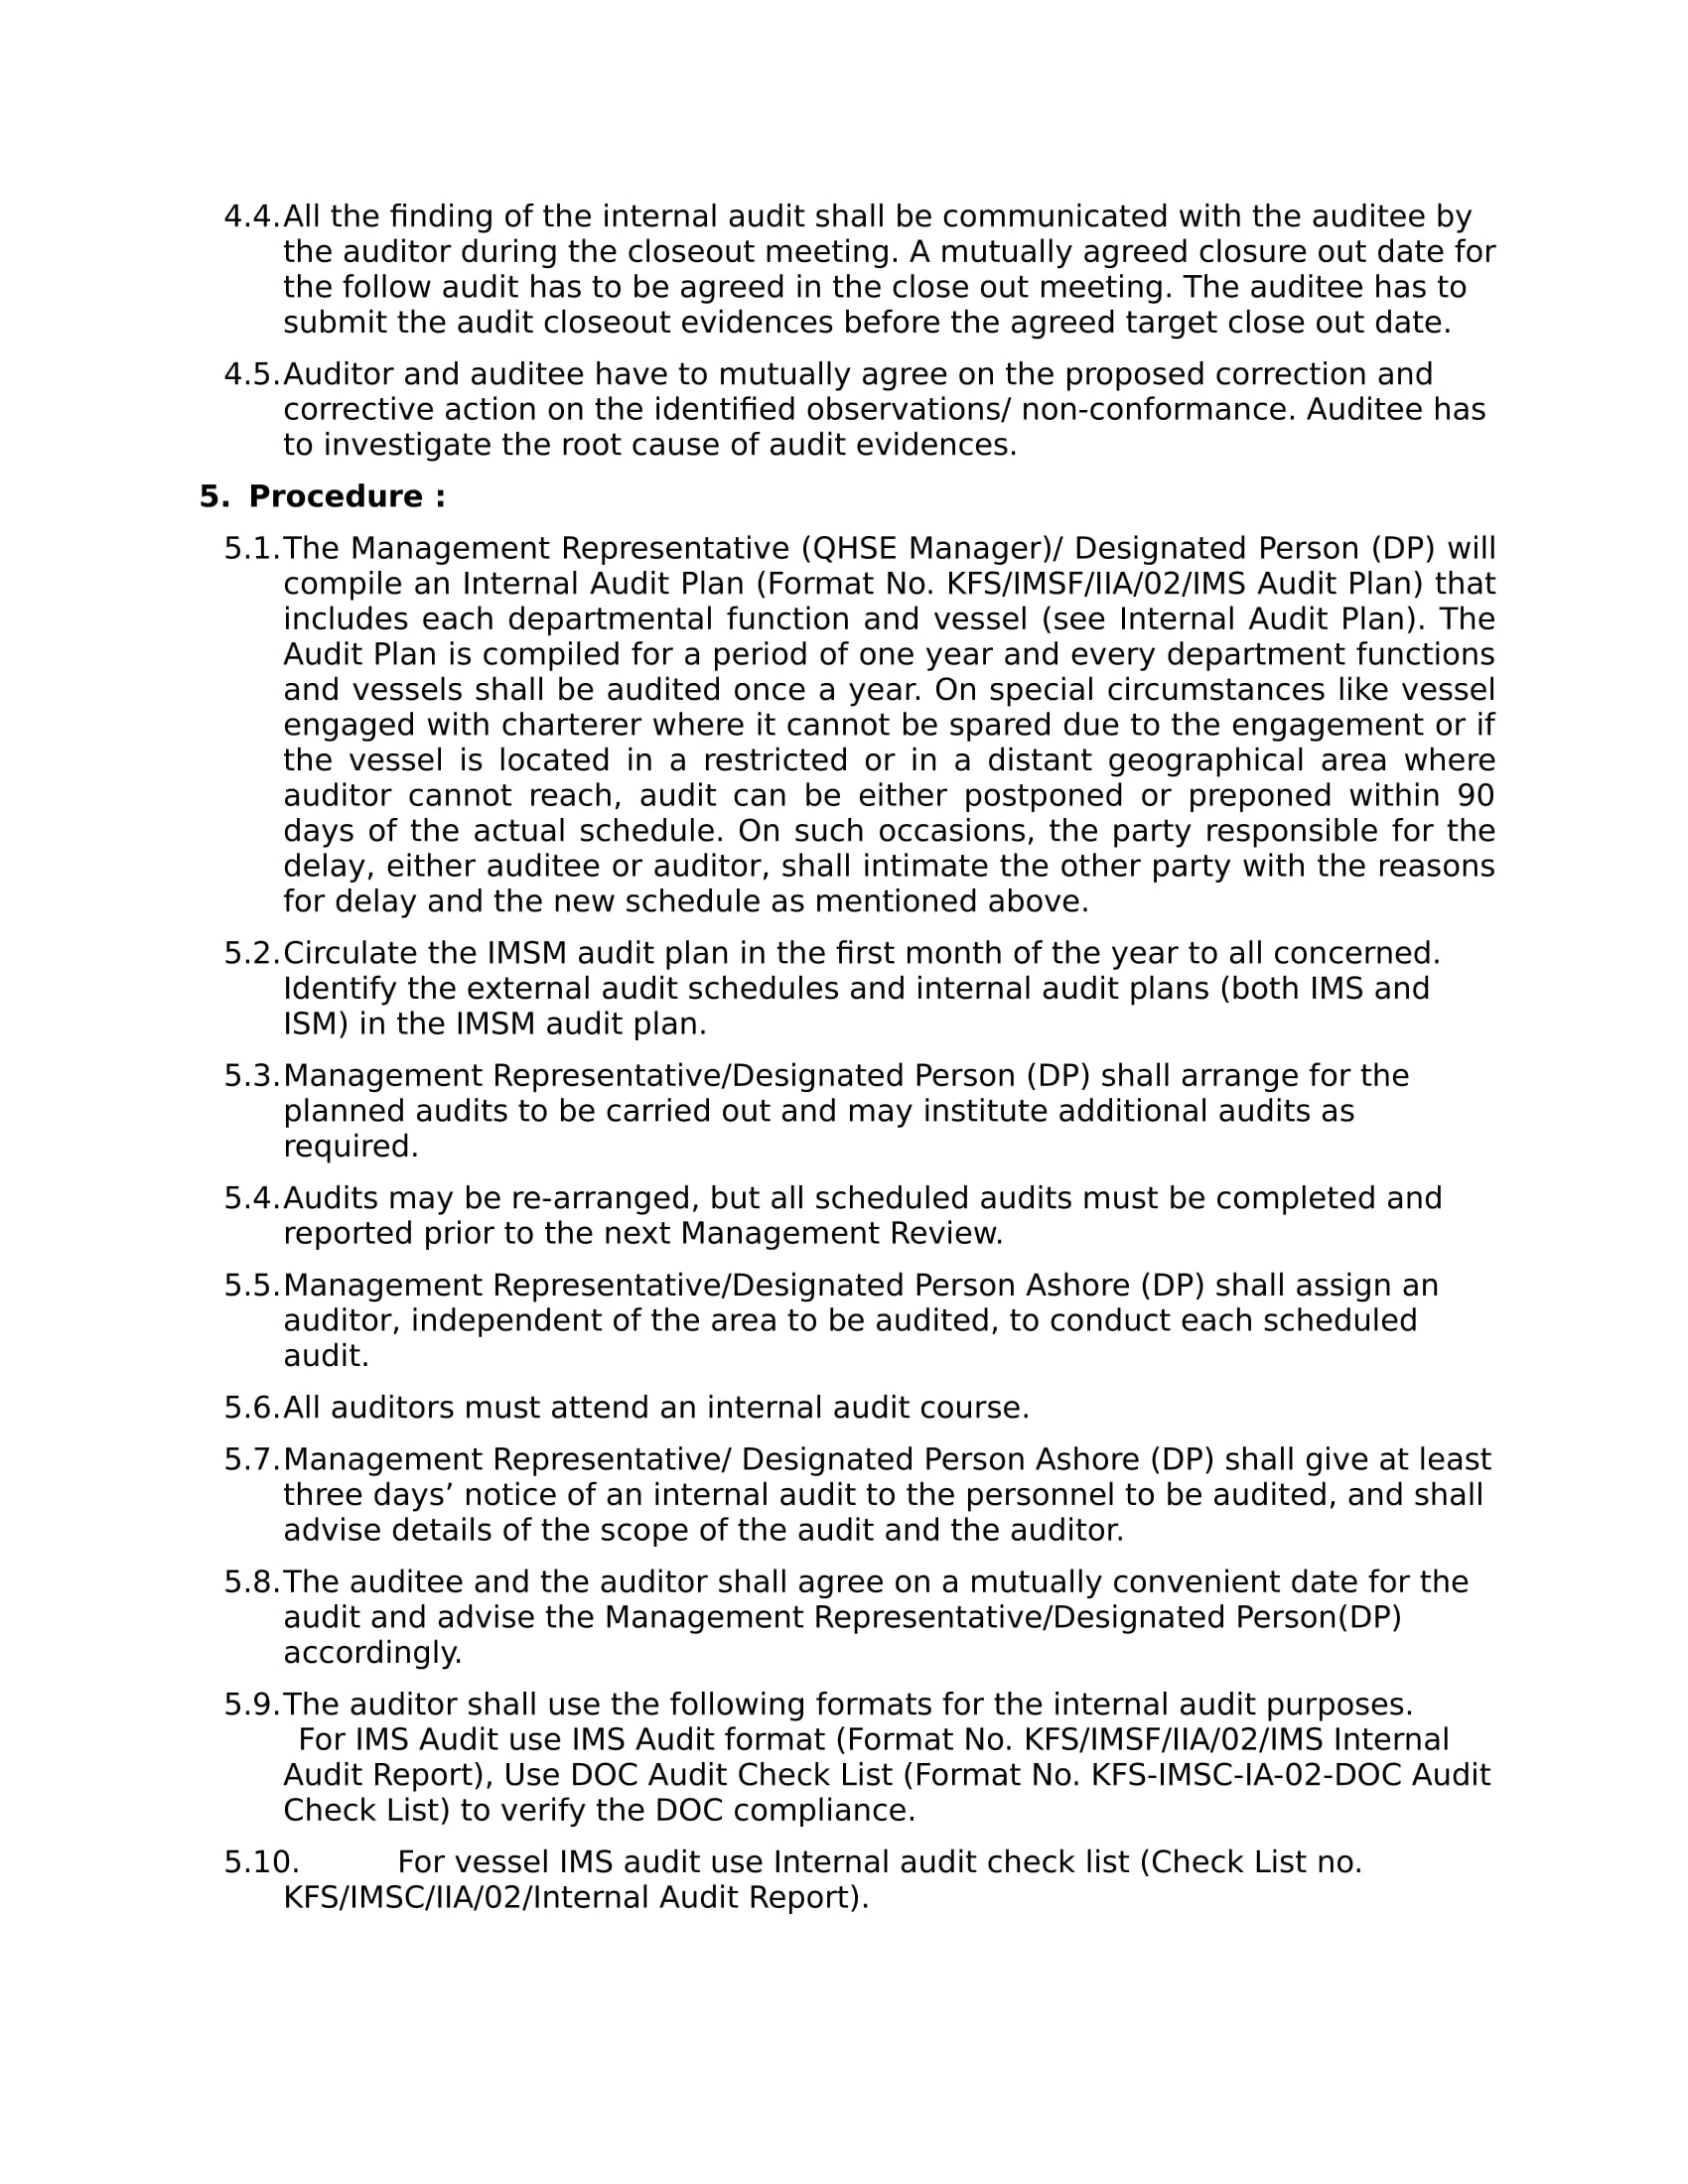 4.4.All the finding of the internal audit shall be communicated with the auditee by
the auditor during the closeout meeting. A mutually agreed closure out date for
the follow audit has to be agreed in the close out meeting. The auditee has to
submit the audit closeout evidences before the agreed target close out date.
4.5.Auditor and auditee have to mutually agree on the proposed correction and
corrective action on the identified observations/ non-conformance. Auditee has
to investigate the root cause of audit evidences.
5. Procedure :
5.1.The Management Representative (QHSE Manager)/ Designated Person (DP) will
compile an Internal Audit Plan (Format No. KFS/IMSF/IIA/02/IMS Audit Plan) that
includes each departmental function and vessel (see Internal Audit Plan). The
Audit Plan is compiled for a period of one year and every department functions
and vessels shall be audited once a year. On special circumstances like vessel
engaged with charterer where it cannot be spared due to the engagement or if
the vessel is located in a restricted or in a distant geographical area where
auditor cannot reach, audit can be either postponed or preponed within 90
days of the actual schedule. On such occasions, the party responsible for the
delay, either auditee or auditor, shall intimate the other party with the reasons
for delay and the new schedule as mentioned above.
5.2.Circulate the IMSM audit plan in the first month of the year to all concerned.
Identify the external audit schedules and internal audit plans (both IMS and
ISM) in the IMSM audit plan.
5.3.Management Representative/Designated Person (DP) shall arrange for the
planned audits to be carried out and may institute additional audits as
required.
5.4.Audits may be re-arranged, but all scheduled audits must be completed and
reported prior to the next Management Review.
5.5.Management Representative/Designated Person Ashore (DP) shall assign an
auditor, independent of the area to be audited, to conduct each scheduled
audit.
5.6.All auditors must attend an internal audit course.
5.7.Management Representative/ Designated Person Ashore (DP) shall give at least
three days’ notice of an internal audit to the personnel to be audited, and shall
advise details of the scope of the audit and the auditor.
5.8.The auditee and the auditor shall agree on a mutually convenient date for the
audit and advise the Management Representative/Designated Person(DP)
accordingly.
5.9.The auditor shall use the following formats for the internal audit purposes.
For IMS Audit use IMS Audit format (Format No. KFS/IMSF/IIA/02/IMS Internal
Audit Report), Use DOC Audit Check List (Format No. KFS-IMSC-IA-02-DOC Audit
Check List) to verify the DOC compliance.
5.10. For vessel IMS audit use Internal audit check list (Check List no.
KFS/IMSC/IIA/02/Internal Audit Report).